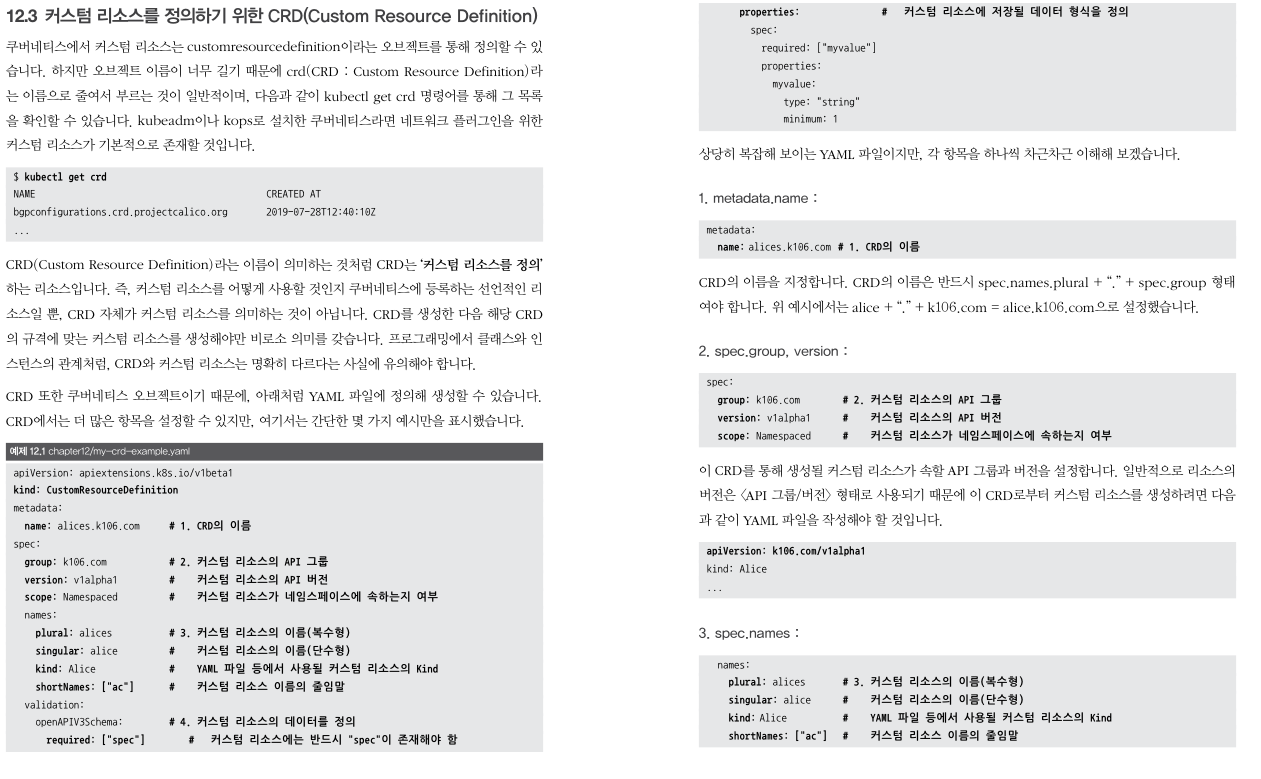 12.3 커스텀 리소스를 정의하기 위한 CRD(Custom Resource Definition)
쿠버네티스에서 커스텀 리소스는 customresourcedefinition이라는 오브젝트를 통해 정의할 수 있
습니다. 하지만 오브젝트 이름이 너무 길기 때문에 crd(CRD : Custom Resource Definition)라
는 이름으로 줄여서 부르는 것이 일반적이며, 다음과 같이 kubectl get crd 명령어를 통해 그 목록
을 확인할 수 있습니다. kubeadm이나 kops로 설치한 쿠버네티스라면 네트워크 플러그인을 위한
커스텀 리소스가 기본적으로 존재할 것입니다.
$ kubectl get crd
NAME CREATED AT
bgpconfigurations.crd.projectcalico.org 2019-07-28T12:40:10Z
...
CRD(Custom Resource Definition)라는 이름이 의미하는 것처럼 CRD는 '커스텀 리소스를 정의'
하는 리소스입니다. 즉, 커스텀 리소스를 어떻게 사용할 것인지 쿠버네티스에 등록하는 선언적인 리
소스일 뿐, CRD 자체가 커스텀 리소스를 의미하는 것이 아닙니다. CRD를 생성한 다음 해당 CRD
의 규격에 맞는 커스텀 리소스를 생성해야만 비로소 의미를 갖습니다. 프로그래밍에서 클래스와 인
스턴스의 관계처럼, CRD와 커스텀 리소스는 명확히 다르다는 사실에 유의해야 합니다.
CRD 또한 쿠버네티스 오브젝트이기 때문에, 아래처럼 YAML 파일에 정의해 생성할 수 있습니다.
CRD에서는 더 많은 항목을 설정할 수 있지만, 여기서는 간단한 몇 가지 예시만을 표시했습니다.
예제 12.1 chapter12/my-crd-example.yaml
apiVersion: apiextensions.k8s.io/v1beta1
kind: CustomResourceDefinition
metadata:
  name: alices.k106.com # 1. CRD의 이름
spec:
  group: k106.com # 2. 커스텀 리소스의 API 그룹
  version: v1alpha1 # 커스텀 리소스의 API 버전
  scope: Namespaced # 커스텀 리소스가 네임스페이스에 속하는지 여부
  names:
    plural: alices # 3. 커스텀 리소스의 이름(복수형)
    singular: alice # 커스텀 리소스의 이름(단수형)
    kind: Alice # YAML 파일 등에서 사용될 커스텀 리소스의 Kind
    shortNames: ["ac"] # 커스텀 리소스 이름의 줄임말
  validation:
    openAPIV3Schema: # 4. 커스텀 리소스의 데이터를 정의
      required: ["spec"] # 커스텀 리소스에는 반드시 "spec"이 존재해야 함
      properties: # 커스텀 리소스에 저장될 데이터 형식을 정의
        spec:
          required: ["myvalue"]
          properties:
            myvalue:
              type: "string"
              minimum: 1
상당히 복잡해 보이는 YAML 파일이지만, 각 항목을 하나씩 차근차근 이해해 보겠습니다.
1. metadata.name :
metadata:
  name: alices.k106.com # 1. CRD의 이름
CRD의 이름을 지정합니다. CRD의 이름은 반드시 spec.names.plural + "." + spec.group 형태
여야 합니다. 위 예시에서는 alice + "." + k106.com = alice.k106.com으로 설정했습니다.
2. spec.group, version :
spec:
  group: k106.com # 2. 커스텀 리소스의 API 그룹
  version: v1alpha1 # 커스텀 리소스의 API 버전
  scope: Namespaced # 커스텀 리소스가 네임스페이스에 속하는지 여부
이 CRD를 통해 생성될 커스텀 리소스가 속할 API 그룹과 버전을 설정합니다. 일반적으로 리소스의
버전은 〈API 그룹/버전〉 형태로 사용되기 때문에 이 CRD로부터 커스텀 리소스를 생성하려면 다음
과 같이 YAML 파일을 작성해야 할 것입니다.
apiVersion: k106.com/v1alpha1
kind: Alice
...
3. spec.names :
  names:
    plural: alices # 3. 커스텀 리소스의 이름(복수형)
    singular: alice # 커스텀 리소스의 이름(단수형)
    kind: Alice # YAML 파일 등에서 사용될 커스텀 리소스의 Kind
    shortNames: ["ac"] # 커스텀 리소스 이름의 줄임말